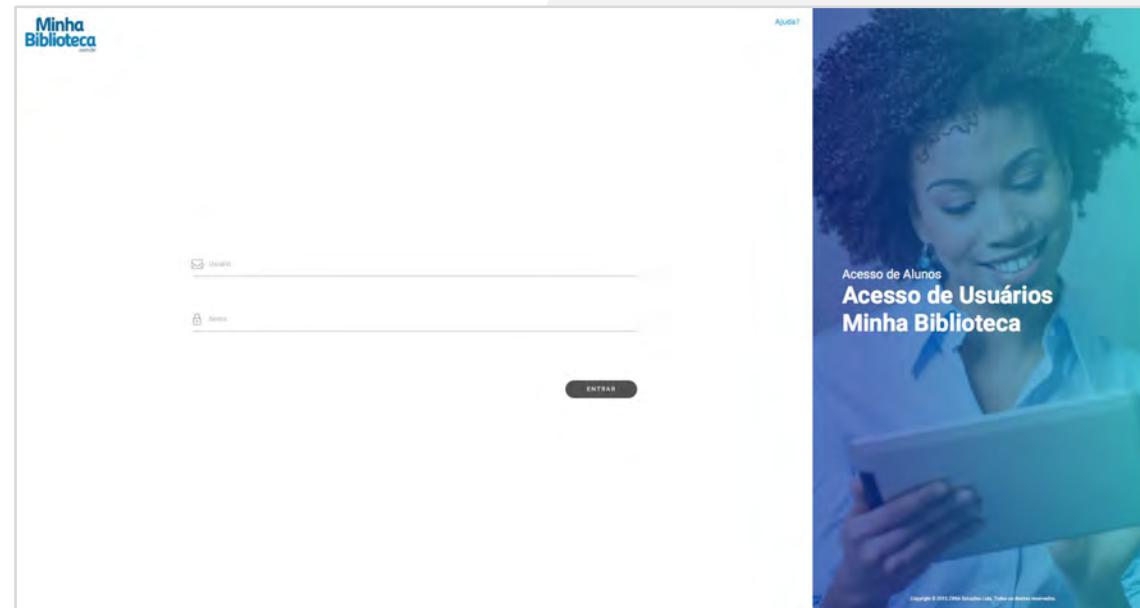 Minha
Biblioteca
Ajuda?
Usuário
Senha
ENTRAR
Acesso de Alunos
Acesso de Usuários
Minha Biblioteca